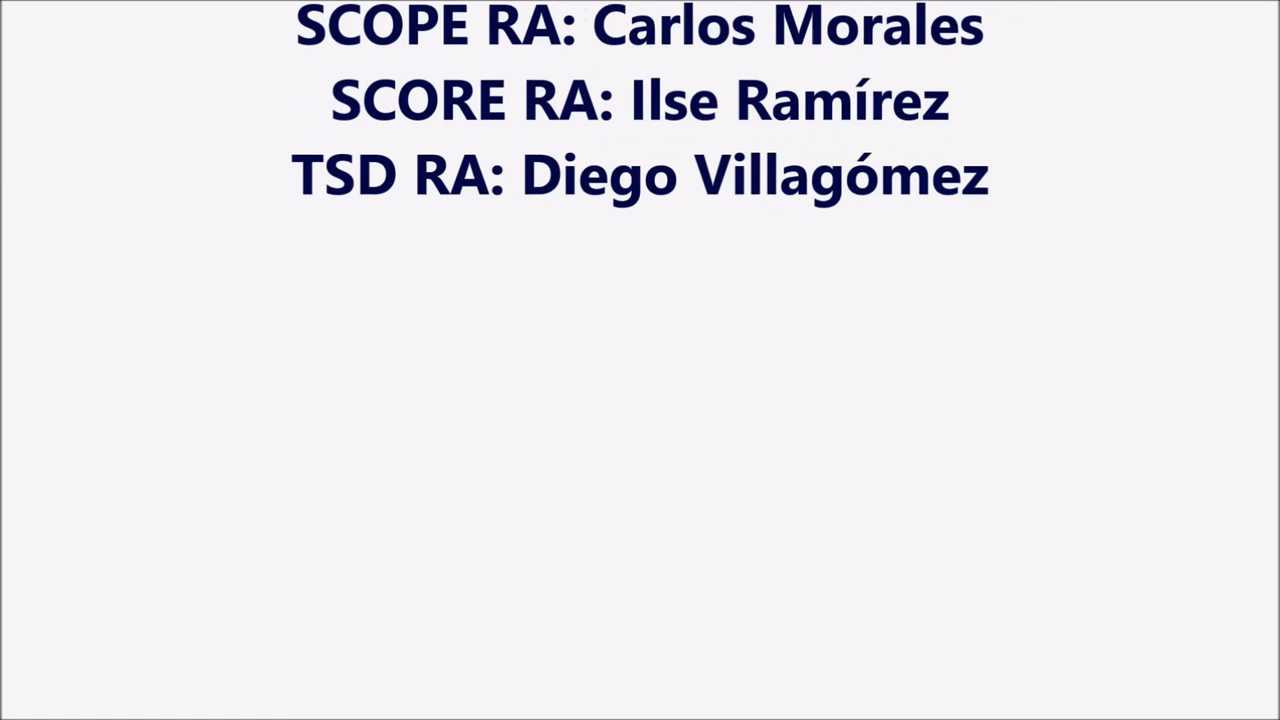 SCOPE RA: Carlos Morales
SCORE RA: Ilse Ramírez
TSD RA: Diego Villagómez